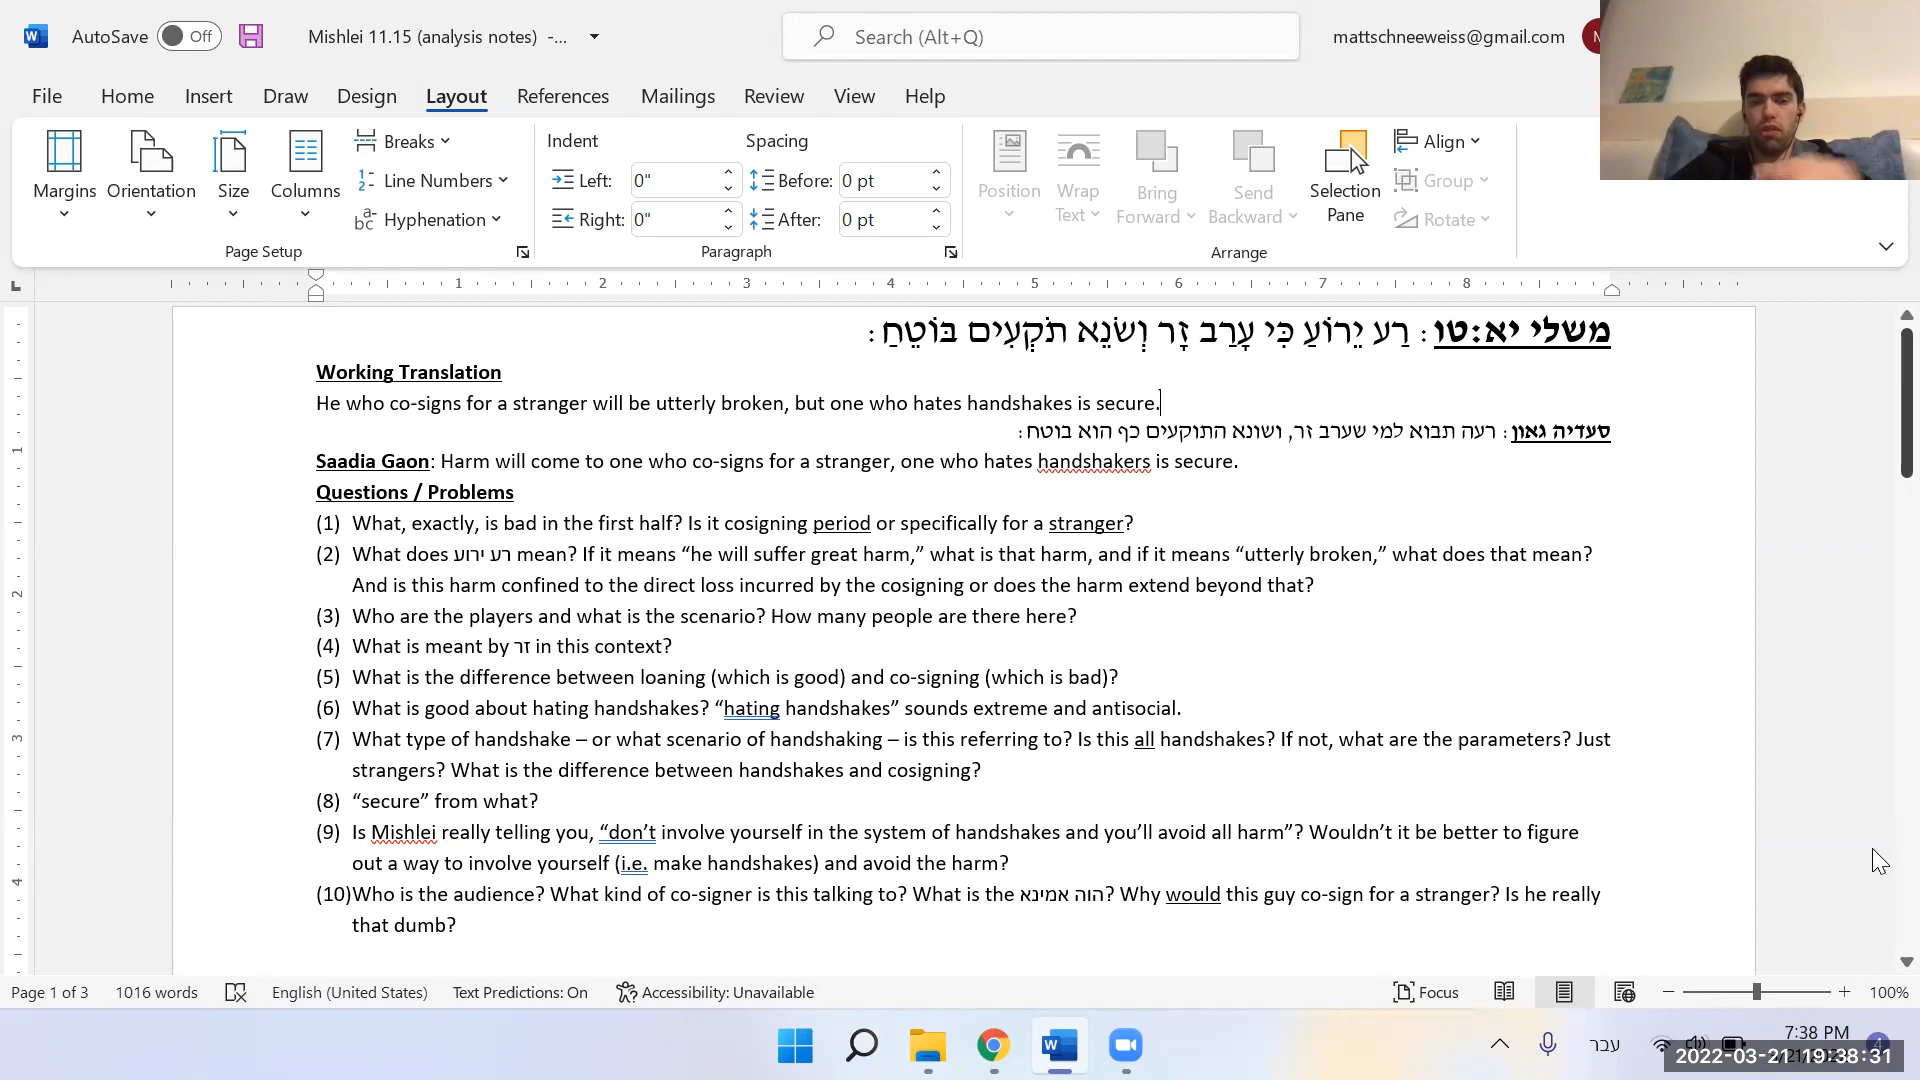 AutoSave Off Mishlei 11.15 (analysis notes) -... Search (Alt+Q) mattschneeweiss@gmail.com
File Home Insert Draw Design Layout References Mailings Review View Help
Margins Orientation Size Columns Breaks Line Numbers Hyphenation
Page Setup
Indent Spacing
Left: 0" Before: 0 pt
Right: 0" After: 0 pt
Paragraph
Position Wrap Text Bring Forward Send Backward Selection Pane Align Group Rotate
Arrange
1 2 3 4 5 6 7 8
משלי יא:טו: רַע יֵרוֹעַ כִּי עָרַב זָר וְשֹׂנֵא תֹקְעִים בּוֹטֵחַ:
Working Translation
He who co-signs for a stranger will be utterly broken, but one who hates handshakes is secure.
סעדיה גאון: רעה תבוא למי שערב זר, ושונא התוקעים כף הוא בוטח:
Saadia Gaon: Harm will come to one who co-signs for a stranger, one who hates handshakers is secure.
Questions / Problems
(1) What, exactly, is bad in the first half? Is it cosigning period or specifically for a stranger?
(2) What does רע ירוע mean? If it means “he will suffer great harm,” what is that harm, and if it means “utterly broken,” what does that mean?
And is this harm confined to the direct loss incurred by the cosigning or does the harm extend beyond that?
(3) Who are the players and what is the scenario? How many people are there here?
(4) What is meant by זר in this context?
(5) What is the difference between loaning (which is good) and co-signing (which is bad)?
(6) What is good about hating handshakes? “hating handshakes” sounds extreme and antisocial.
(7) What type of handshake – or what scenario of handshaking – is this referring to? Is this all handshakes? If not, what are the parameters? Just
strangers? What is the difference between handshakes and cosigning?
(8) “secure” from what?
(9) Is Mishlei really telling you, “don’t involve yourself in the system of handshakes and you’ll avoid all harm”? Wouldn’t it be better to figure
out a way to involve yourself (i.e. make handshakes) and avoid the harm?
(10)Who is the audience? What kind of co-signer is this talking to? What is the הוה אמינא? Why would this guy co-sign for a stranger? Is he really
that dumb?
Page 1 of 3 1016 words English (United States) Text Predictions: On Accessibility: Unavailable Focus 100%
עבר 7:38 PM
2022-03-21 19:38:31